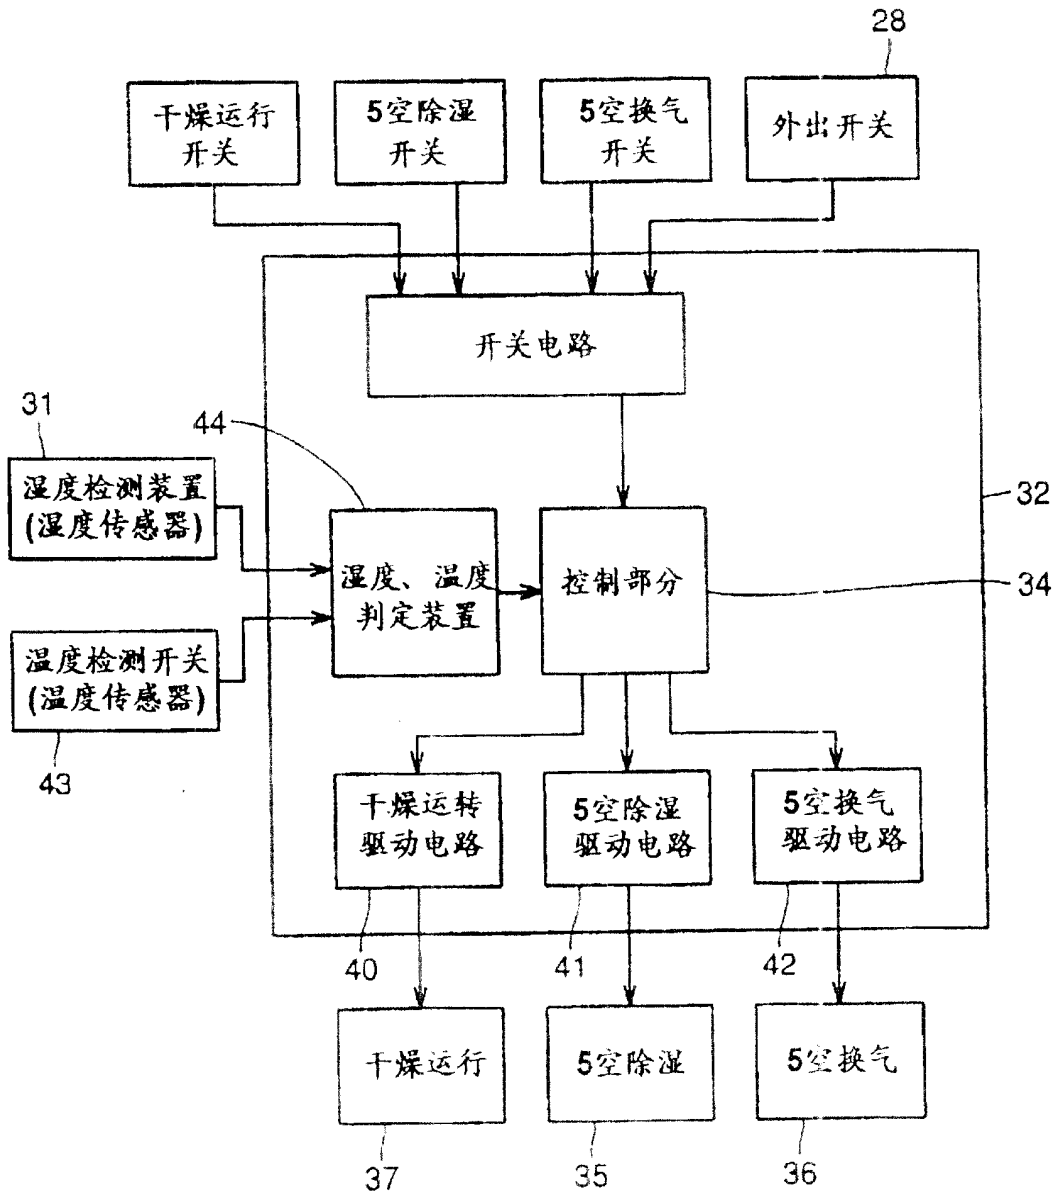 28
干燥运行
开关
5空除湿
开关
5空换气
开关
外出开关
开关电路
31
44
湿度检测装置
(湿度传感器)
32
湿度、温度
判定装置
控制部分
34
温度检测开关
(温度传感器)
43
干燥运转
驱动电路
5空除湿
驱动电路
5空换气
驱动电路
40
41
42
干燥运行
5空除湿
5空换气
37
35
36